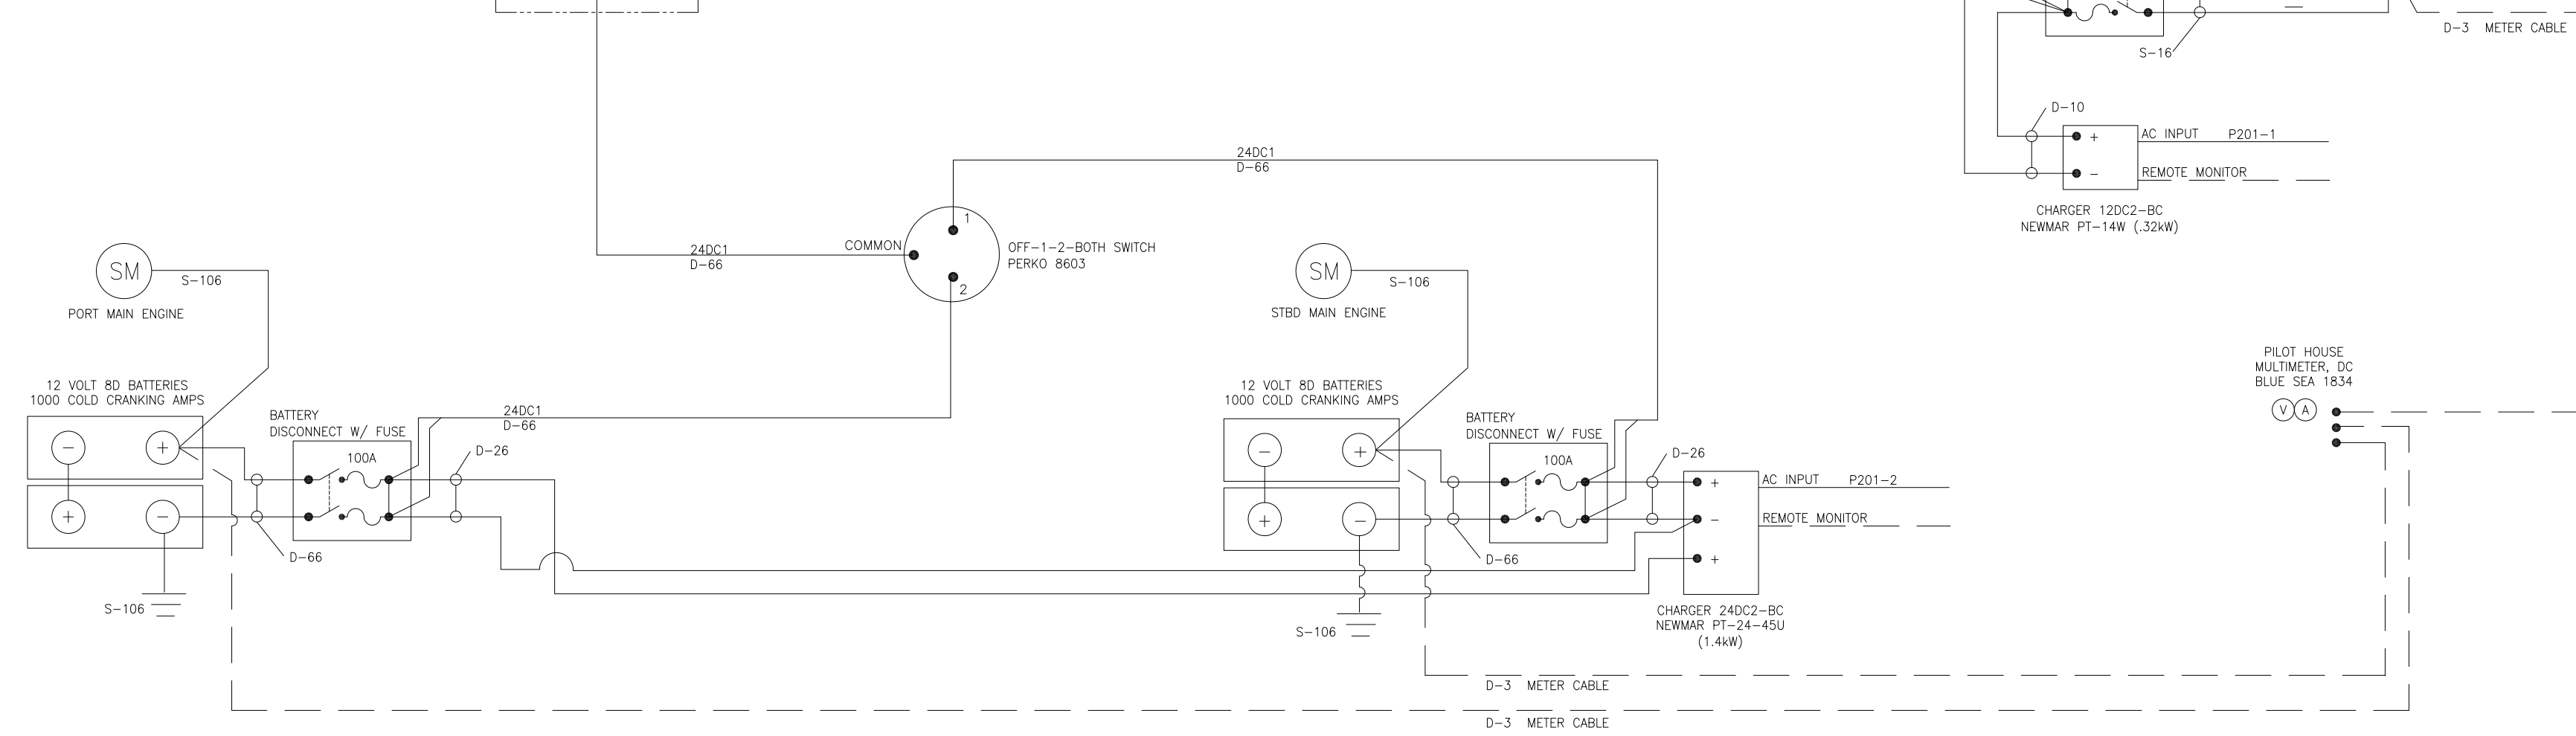 D-3 METER CABLE
S-16
D-10
+
AC INPUT P201-1
-
REMOTE MONITOR
CHARGER 12DC2-BC
NEWMAR PT-14W (.32kW)
24DC1
D-66
1
COMMON
24DC1
D-66
OFF-1-2-BOTH SWITCH
PERKO 8603
2
SM
S-106
PORT MAIN ENGINE
SM
S-106
STBD MAIN ENGINE
PILOT HOUSE
MULTIMETER, DC
BLUE SEA 1834
V A
12 VOLT 8D BATTERIES
1000 COLD CRANKING AMPS
- +
+ -
BATTERY
DISCONNECT W/ FUSE
100A
24DC1
D-66
D-26
D-66
S-106
12 VOLT 8D BATTERIES
1000 COLD CRANKING AMPS
- +
+ -
BATTERY
DISCONNECT W/ FUSE
100A
D-26
D-66
S-106
+
-
+
AC INPUT P201-2
REMOTE MONITOR
CHARGER 24DC2-BC
NEWMAR PT-24-45U
(1.4kW)
D-3 METER CABLE
D-3 METER CABLE